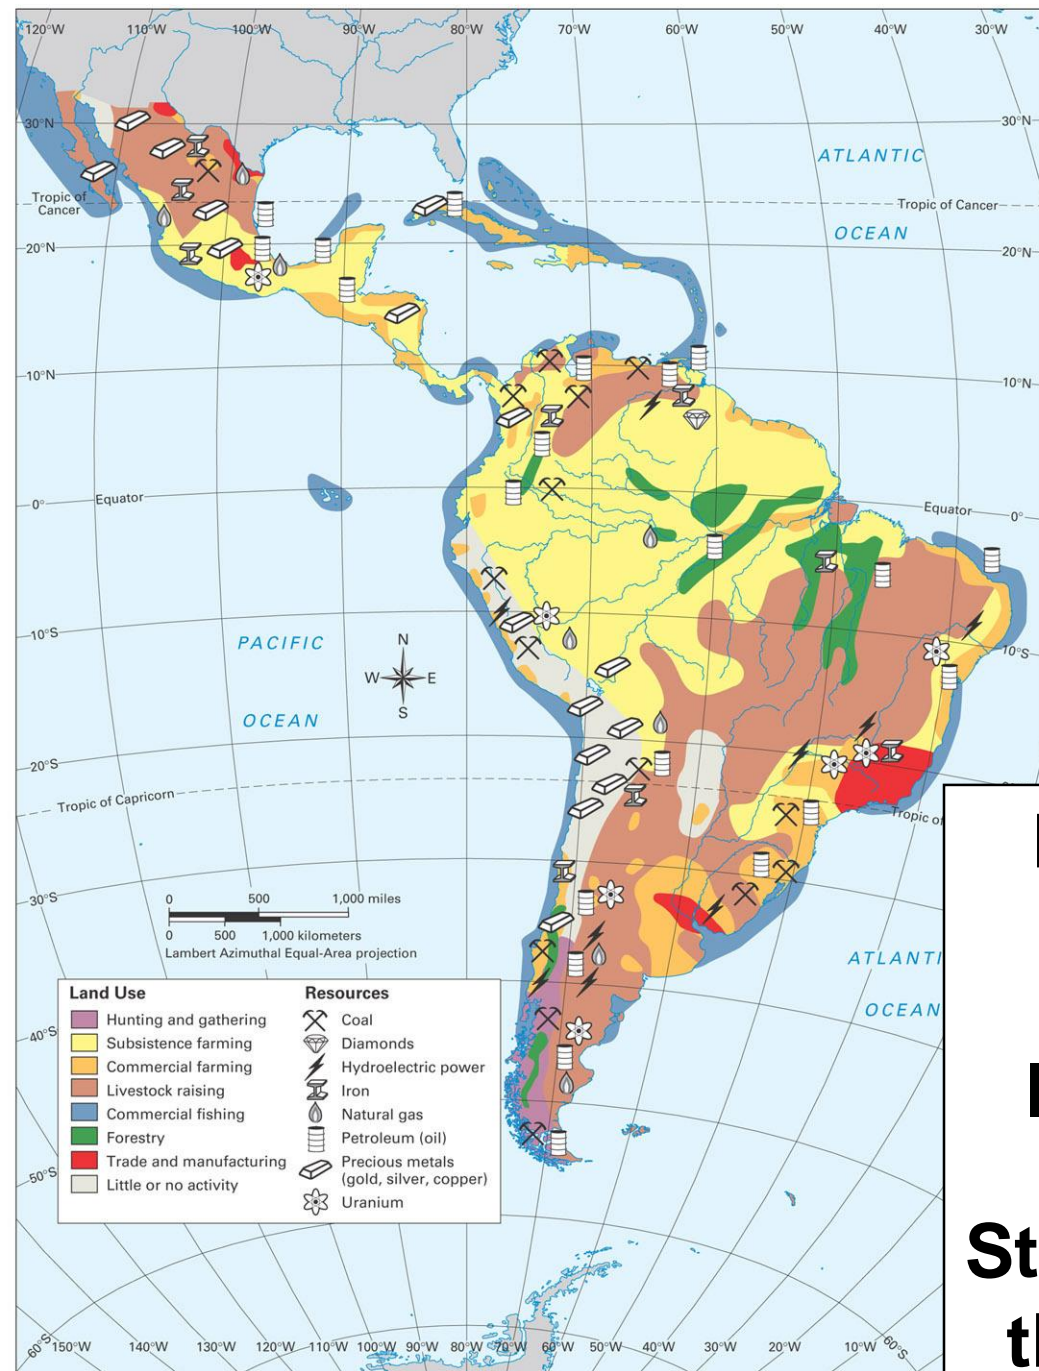 120°W 110°W 100°W 90°W 80°W 70°W 60°W 50°W 40°W 30°W
30°N 30°N
ATLANTIC
Tropic of
Cancer
Tropic of Cancer
OCEAN
20°N 20°N
10°N 10°N
Equator
0°
Equator
0°
10°S
10°S
PACIFIC
N
W E
S
OCEAN
20°S
Tropic of Capricorn
Tropic of
30°S
0 500 1,000 miles
0 500 1,000 kilometers
Lambert Azimuthal Equal-Area projection
ATLANTI
OCEAN
40°S
50°S
Land Use
Hunting and gathering
Subsistence farming
Commercial farming
Livestock raising
Commercial fishing
Forestry
Trade and manufacturing
Little or no activity
Resources
Coal
Diamonds
Hydroelectric power
Iron
Natural gas
Petroleum (oil)
Precious metals
(gold, silver, copper)
Uranium
St
th
60°S 150°W 140°W 130°W 120°W 110°W 100°W 90°W 80°W 70°W 60°W 50°W 40°W 30°W 20°W 10°W 0° 60°S